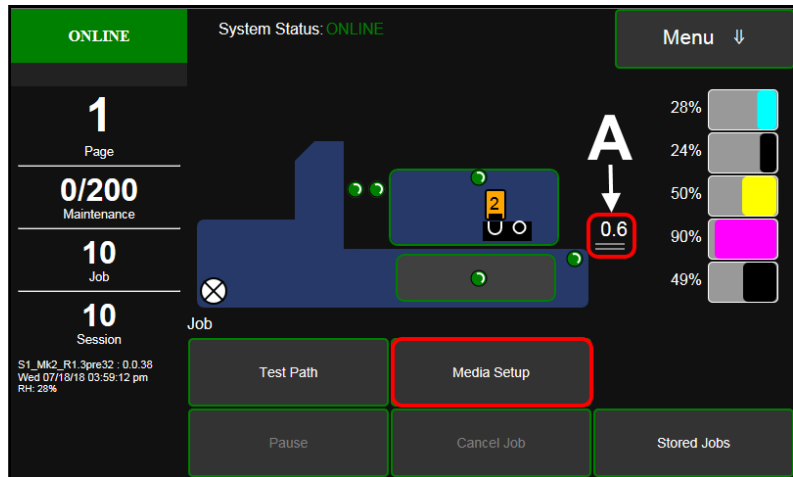 ONLINE
System Status: ONLINE
Menu ⇓
1
Page
0/200
Maintenance
10
Job
10
Session
S1_Mk2_R1.3pre32 : 0.0.38
Wed 07/18/18 03:59:12 pm
RH: 28%
A
2
0.6
28%
24%
50%
90%
49%
Job
Test Path
Media Setup
Pause
Cancel Job
Stored Jobs